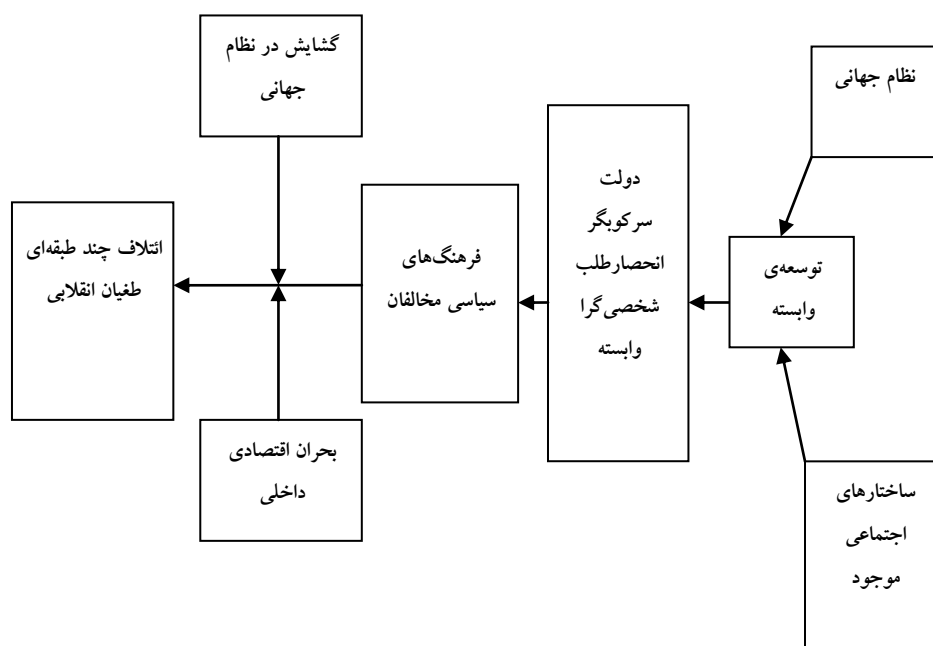 نظام جهانی
ساختارهای
اجتماعی
موجود
توسعه‌ی
وابسته
دولت
سرکوبگر
انحصارطلب
شخصی‌گرا
وابسته
فرهنگ‌های
سیاسی مخالفان
گشایش در نظام
جهانی
بحران اقتصادی
داخلی
ائتلاف چند طبقه‌ای
طغیان انقلابی